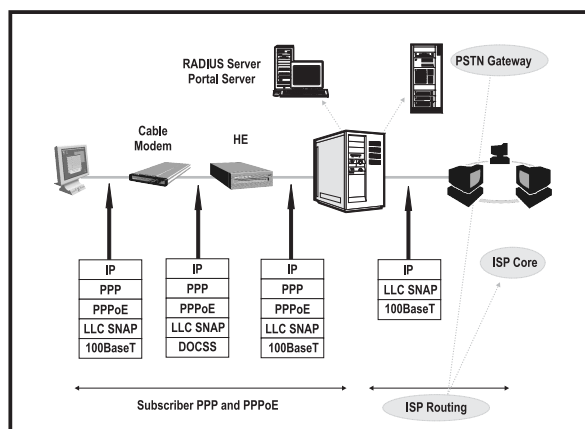 RADIUS Server
Portal Server
PSTN Gateway
Cable
Modem
HE
IP
PPP
PPPoE
LLC SNAP
100BaseT
IP
PPP
PPPoE
LLC SNAP
DOCSS
IP
PPP
PPPoE
LLC SNAP
100BaseT
IP
LLC SNAP
100BaseT
ISP Core
Subscriber PPP and PPPoE
ISP Routing